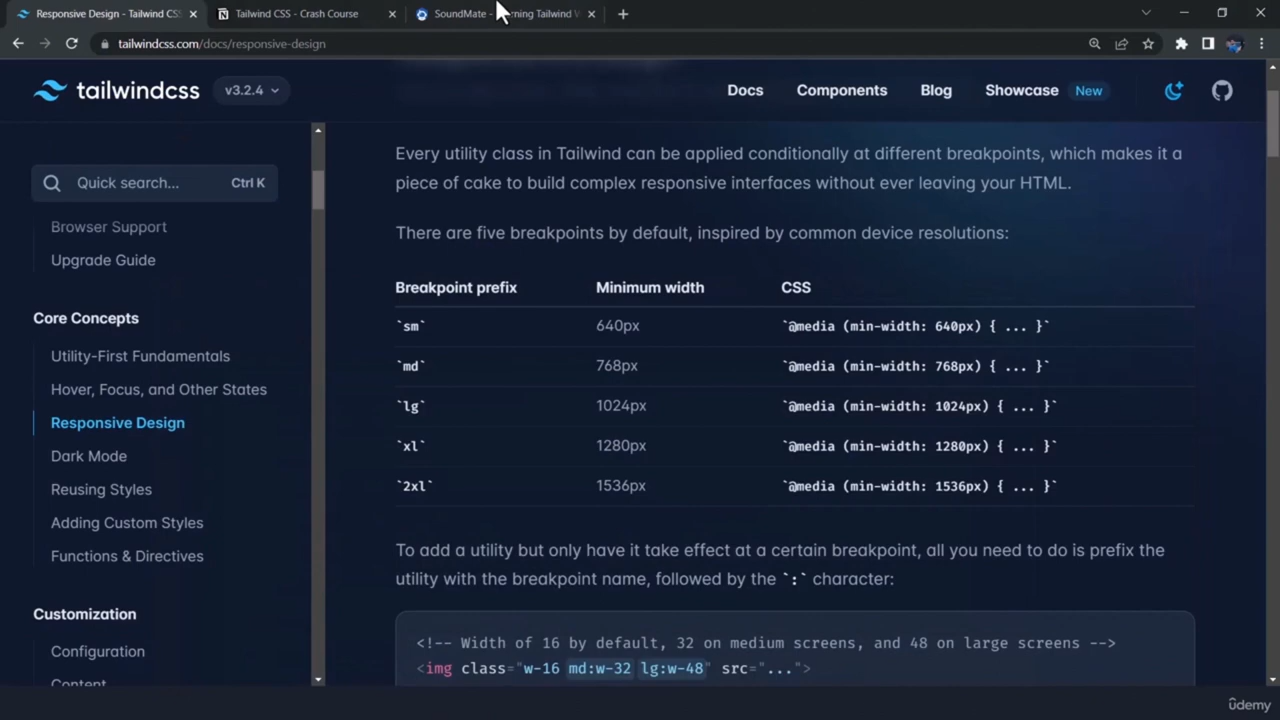 Responsive Design - Tailwind CSS
Tailwind CSS - Crash Course
SoundMate - Tailwind
tailwindcss.com/docs/responsive-design
tailwindcss
v3.2.4
Docs
Components
Blog
Showcase
New
Quick search...
Ctrl K
Browser Support
Upgrade Guide
Core Concepts
Utility-First Fundamentals
Hover, Focus, and Other States
Responsive Design
Dark Mode
Reusing Styles
Adding Custom Styles
Functions & Directives
Customization
Configuration
Content
Every utility class in Tailwind can be applied conditionally at different breakpoints, which makes it a
piece of cake to build complex responsive interfaces without ever leaving your HTML.
There are five breakpoints by default, inspired by common device resolutions:
Breakpoint prefix Minimum width CSS
`sm` 640px `@media (min-width: 640px) { ... }`
`md` 768px `@media (min-width: 768px) { ... }`
`lg` 1024px `@media (min-width: 1024px) { ... }`
`xl` 1280px `@media (min-width: 1280px) { ... }`
`2xl` 1536px `@media (min-width: 1536px) { ... }`
To add a utility but only have it take effect at a certain breakpoint, all you need to do is prefix the
utility with the breakpoint name, followed by the `:` character:
<!-- Width of 16 by default, 32 on medium screens, and 48 on large screens -->
<img class="w-16 md:w-32 lg:w-48" src="...">
ûdemy